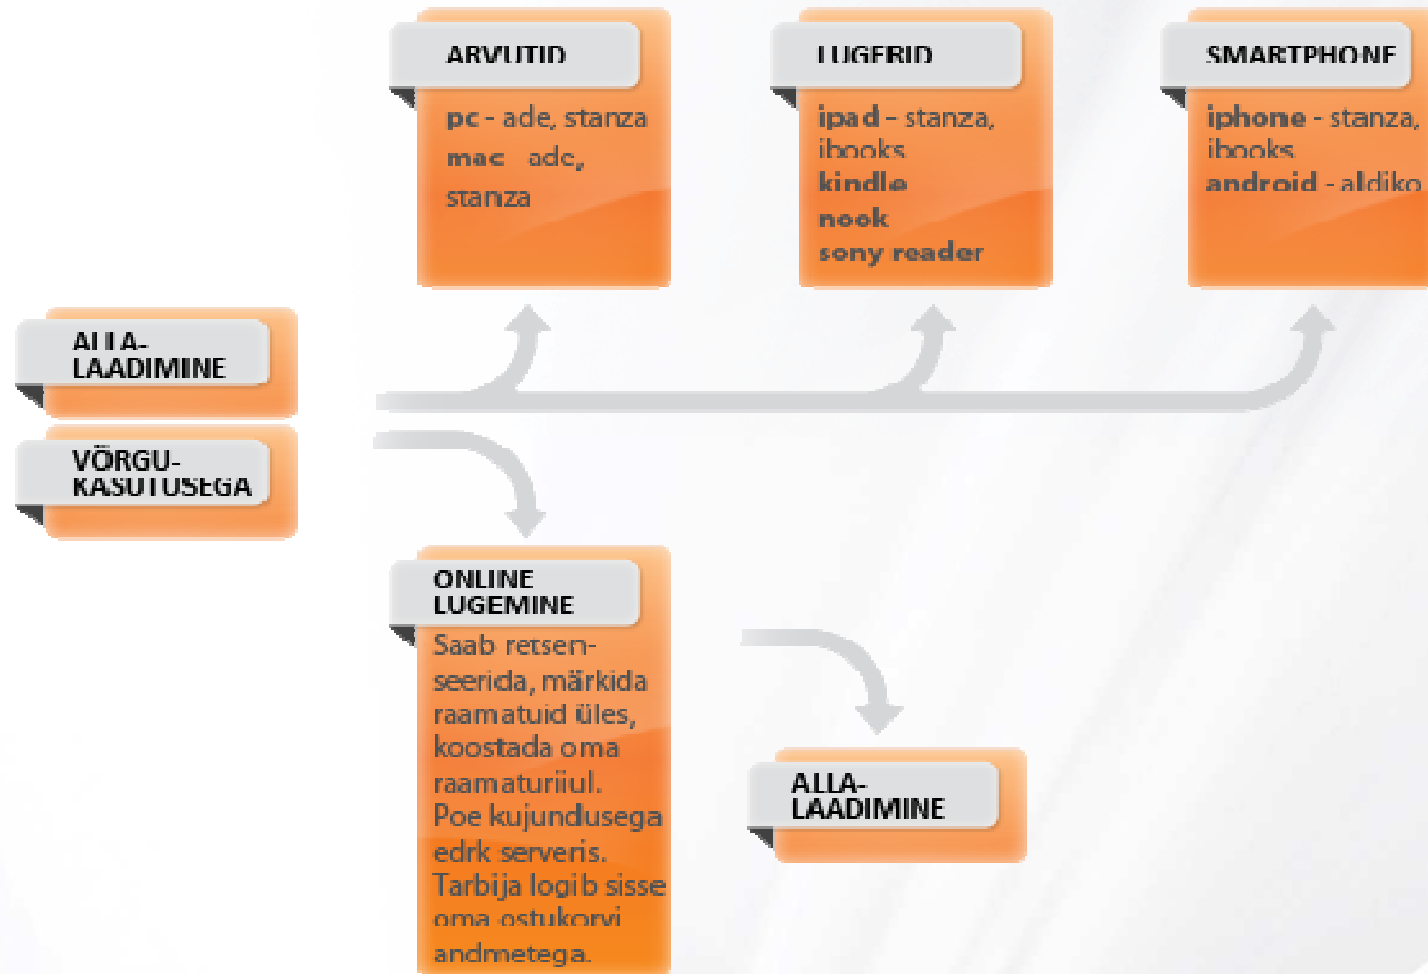 ARVUTID
pc - ade, stanza
mac - ade,
stanza
LUGERID
ipad - stanza,
ibooks
kindle
nook
sony reader
SMARTPHONE
iphone - stanza,
ibooks
android - aldiko
ALLA-
LAADIMINE
VÕRGU-
KASUTUSEGA
ONLINE
LUGEMINE
Saab retsen-
seerida, märkida
raamatuid üles,
koostada oma
raamaturiiul.
Poe kujundusega
edrk serveris.
Tarbija logib sisse
oma ostukorvi
andmetega.
ALLA-
LAADIMINE